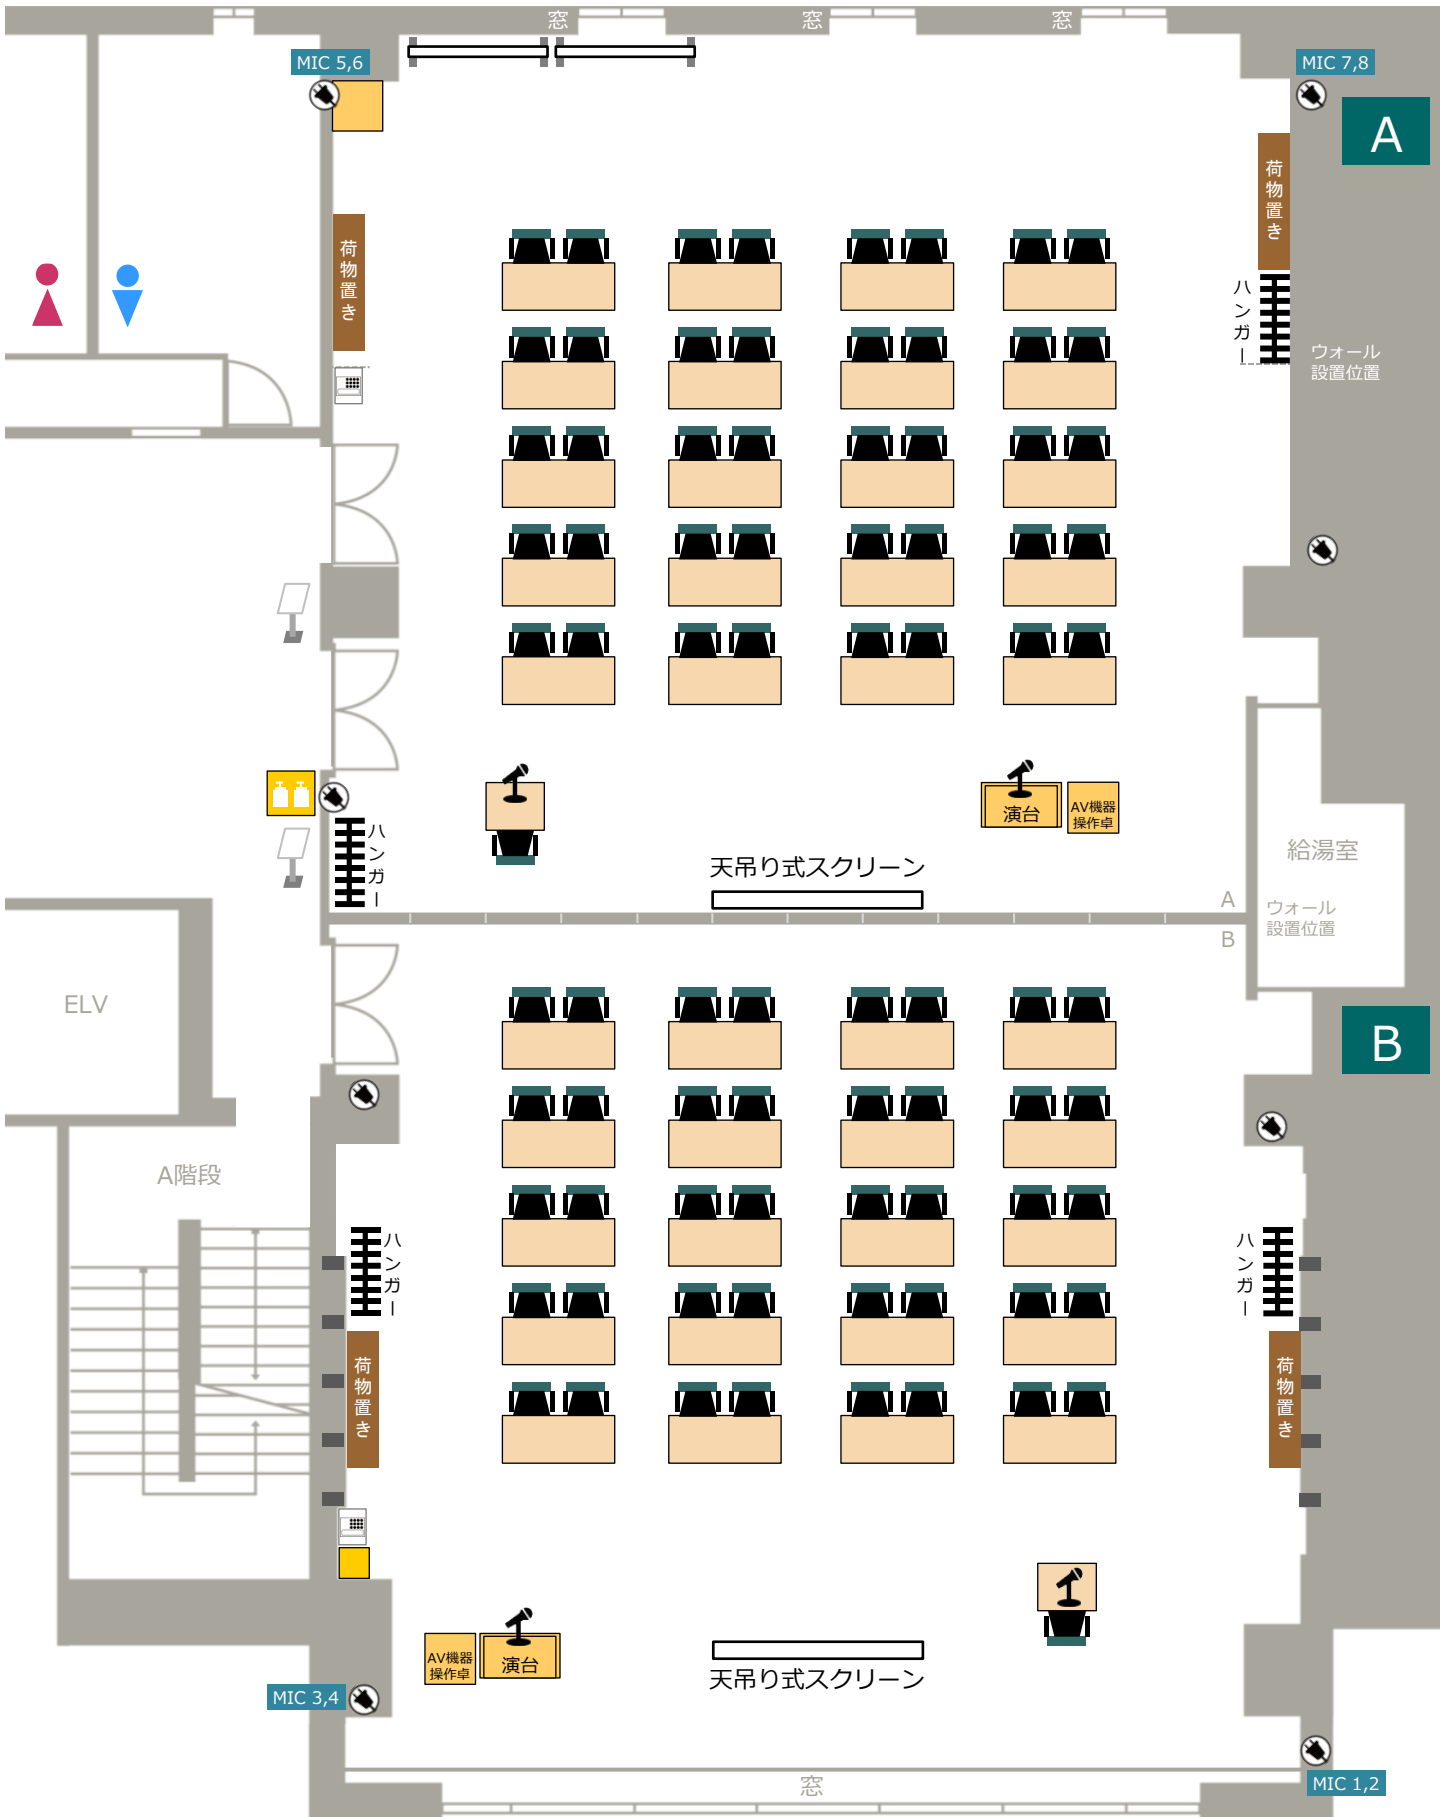 窓
窓
窓
MIC 5,6
MIC 7,8
A
荷物置き
荷物置き
ハンガー
ウォール
設置位置
演台
AV機器
操作卓
ハンガー
天吊り式スクリーン
給湯室
A
B
ウォール
設置位置
ELV
B
A階段
ハンガー
ハンガー
荷物置き
荷物置き
AV機器
操作卓
演台
天吊り式スクリーン
MIC 3,4
窓
MIC 1,2